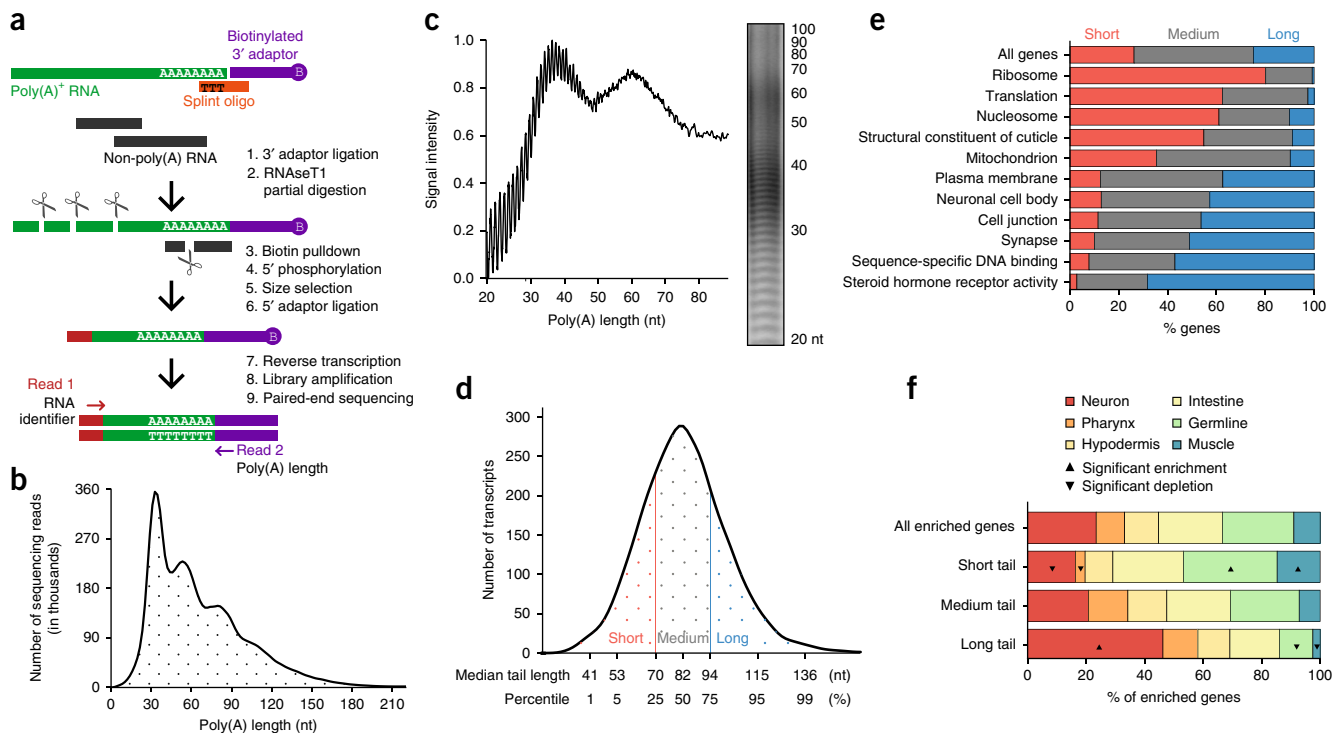 a
Biotinylated
3′ adaptor
AAAAAAAA
B
Poly(A)+ RNA
TTT
Splint oligo
Non-poly(A) RNA
1. 3′ adaptor ligation
2. RNAseT1
partial digestion
AAAAAAAA
B
3. Biotin pulldown
4. 5′ phosphorylation
5. Size selection
6. 5′ adaptor ligation
AAAAAAAA
B
7. Reverse transcription
8. Library amplification
9. Paired-end sequencing
Read 1
RNA
identifier
AAAAAAAA
TTTTTTTT
Read 2
Poly(A) length
b
Number of sequencing reads
(in thousands)
360
270
180
90
0
0 30 60 90 120 150 180 210
Poly(A) length (nt)
c
Signal intensity
1.0
0.8
0.6
0.4
0.2
0.0
20 30 40 50 60 70 80
Poly(A) length (nt)
100
90
80
70
60
50
40
30
20 nt
d
Number of transcripts
300
250
200
150
100
50
0
Short Medium Long
Median tail length 41 53 70 82 94 115 136 (nt)
Percentile 1 5 25 50 75 95 99 (%)
e
Short Medium Long
All genes
Ribosome
Translation
Nucleosome
Structural constituent of cuticle
Mitochondrion
Plasma membrane
Neuronal cell body
Cell junction
Synapse
Sequence-specific DNA binding
Steroid hormone receptor activity
0 20 40 60 80 100
% genes
f
Neuron Intestine
Pharynx Germline
Hypodermis Muscle
Significant enrichment
Significant depletion
All enriched genes
Short tail
Medium tail
Long tail
0 20 40 60 80 100
% of enriched genes